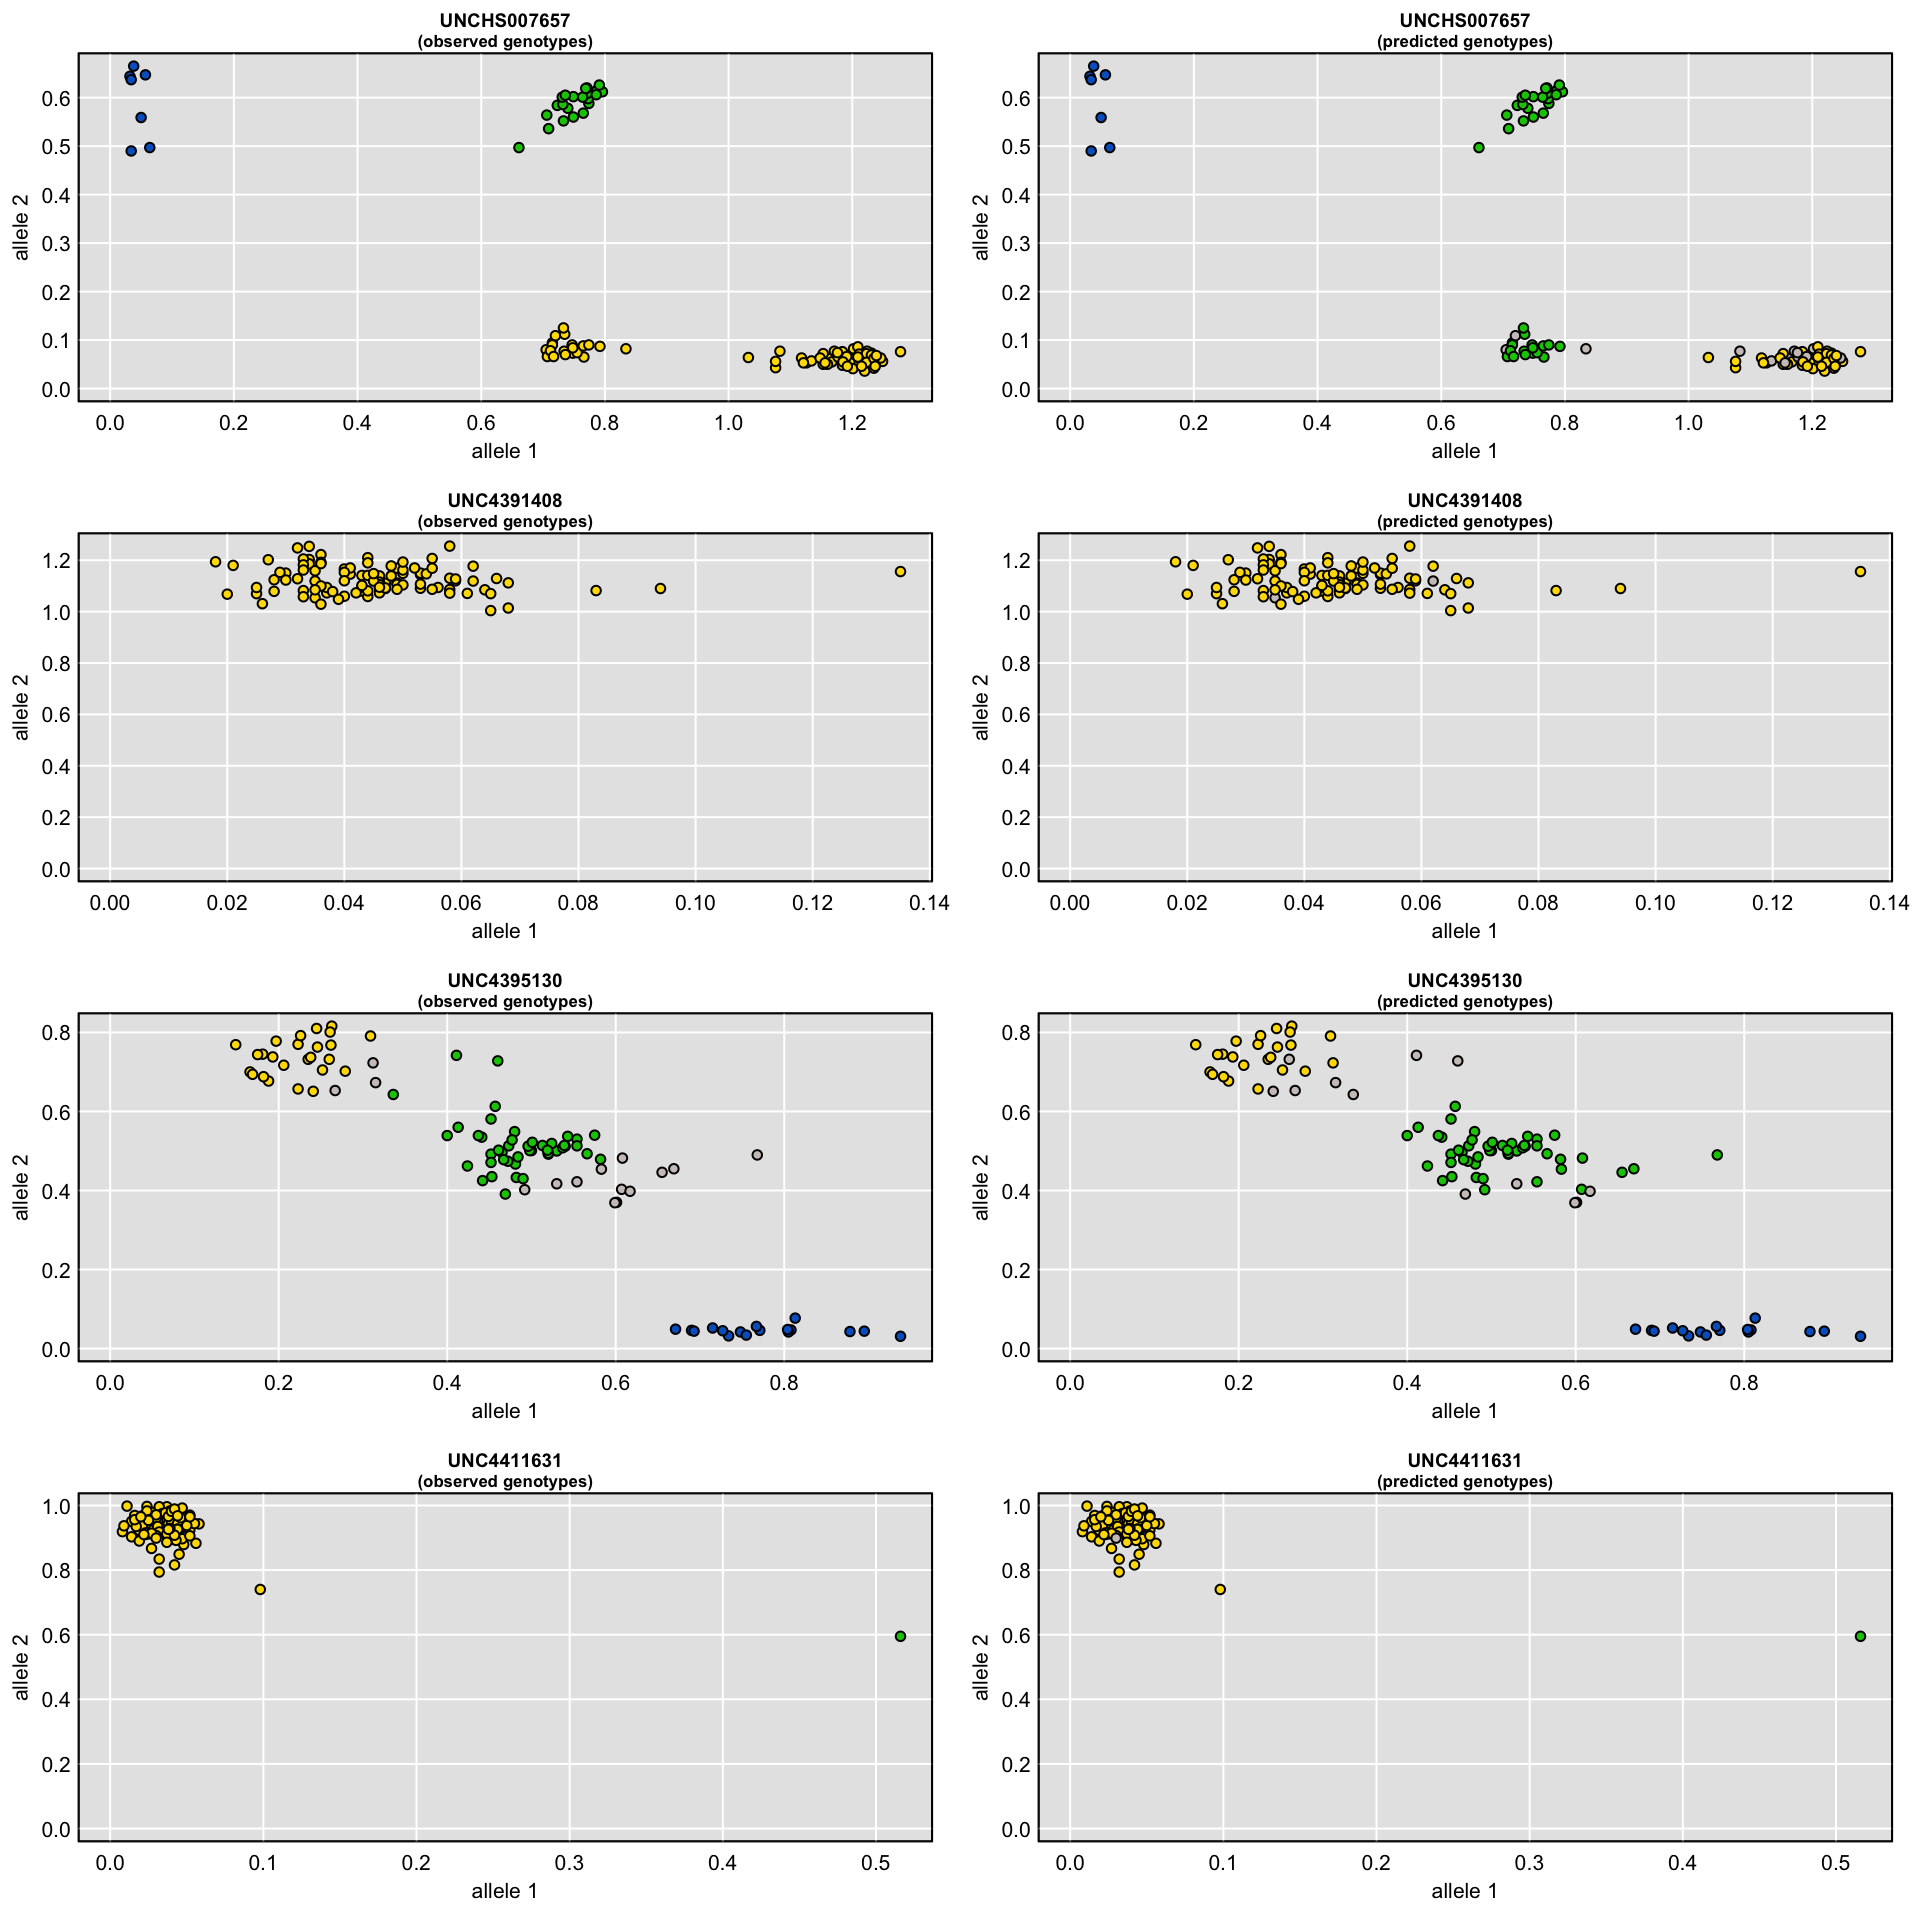 UNCHS007657
(observed genotypes)
allele 2
0.6
0.5
0.4
0.3
0.2
0.1
0.0
0.0 0.2 0.4 0.6 0.8 1.0 1.2
allele 1
UNCHS007657
(predicted genotypes)
allele 2
0.6
0.5
0.4
0.3
0.2
0.1
0.0
0.0 0.2 0.4 0.6 0.8 1.0 1.2
allele 1
UNC4391408
(observed genotypes)
allele 2
1.2
1.0
0.8
0.6
0.4
0.2
0.0
0.00 0.02 0.04 0.06 0.08 0.10 0.12 0.14
allele 1
UNC4391408
(predicted genotypes)
allele 2
1.2
1.0
0.8
0.6
0.4
0.2
0.0
0.00 0.02 0.04 0.06 0.08 0.10 0.12 0.14
allele 1
UNC4395130
(observed genotypes)
allele 2
0.8
0.6
0.4
0.2
0.0
0.0 0.2 0.4 0.6 0.8
allele 1
UNC4395130
(predicted genotypes)
allele 2
0.8
0.6
0.4
0.2
0.0
0.0 0.2 0.4 0.6 0.8
allele 1
UNC4411631
(observed genotypes)
allele 2
1.0
0.8
0.6
0.4
0.2
0.0
0.0 0.1 0.2 0.3 0.4 0.5
allele 1
UNC4411631
(predicted genotypes)
allele 2
1.0
0.8
0.6
0.4
0.2
0.0
0.0 0.1 0.2 0.3 0.4 0.5
allele 1